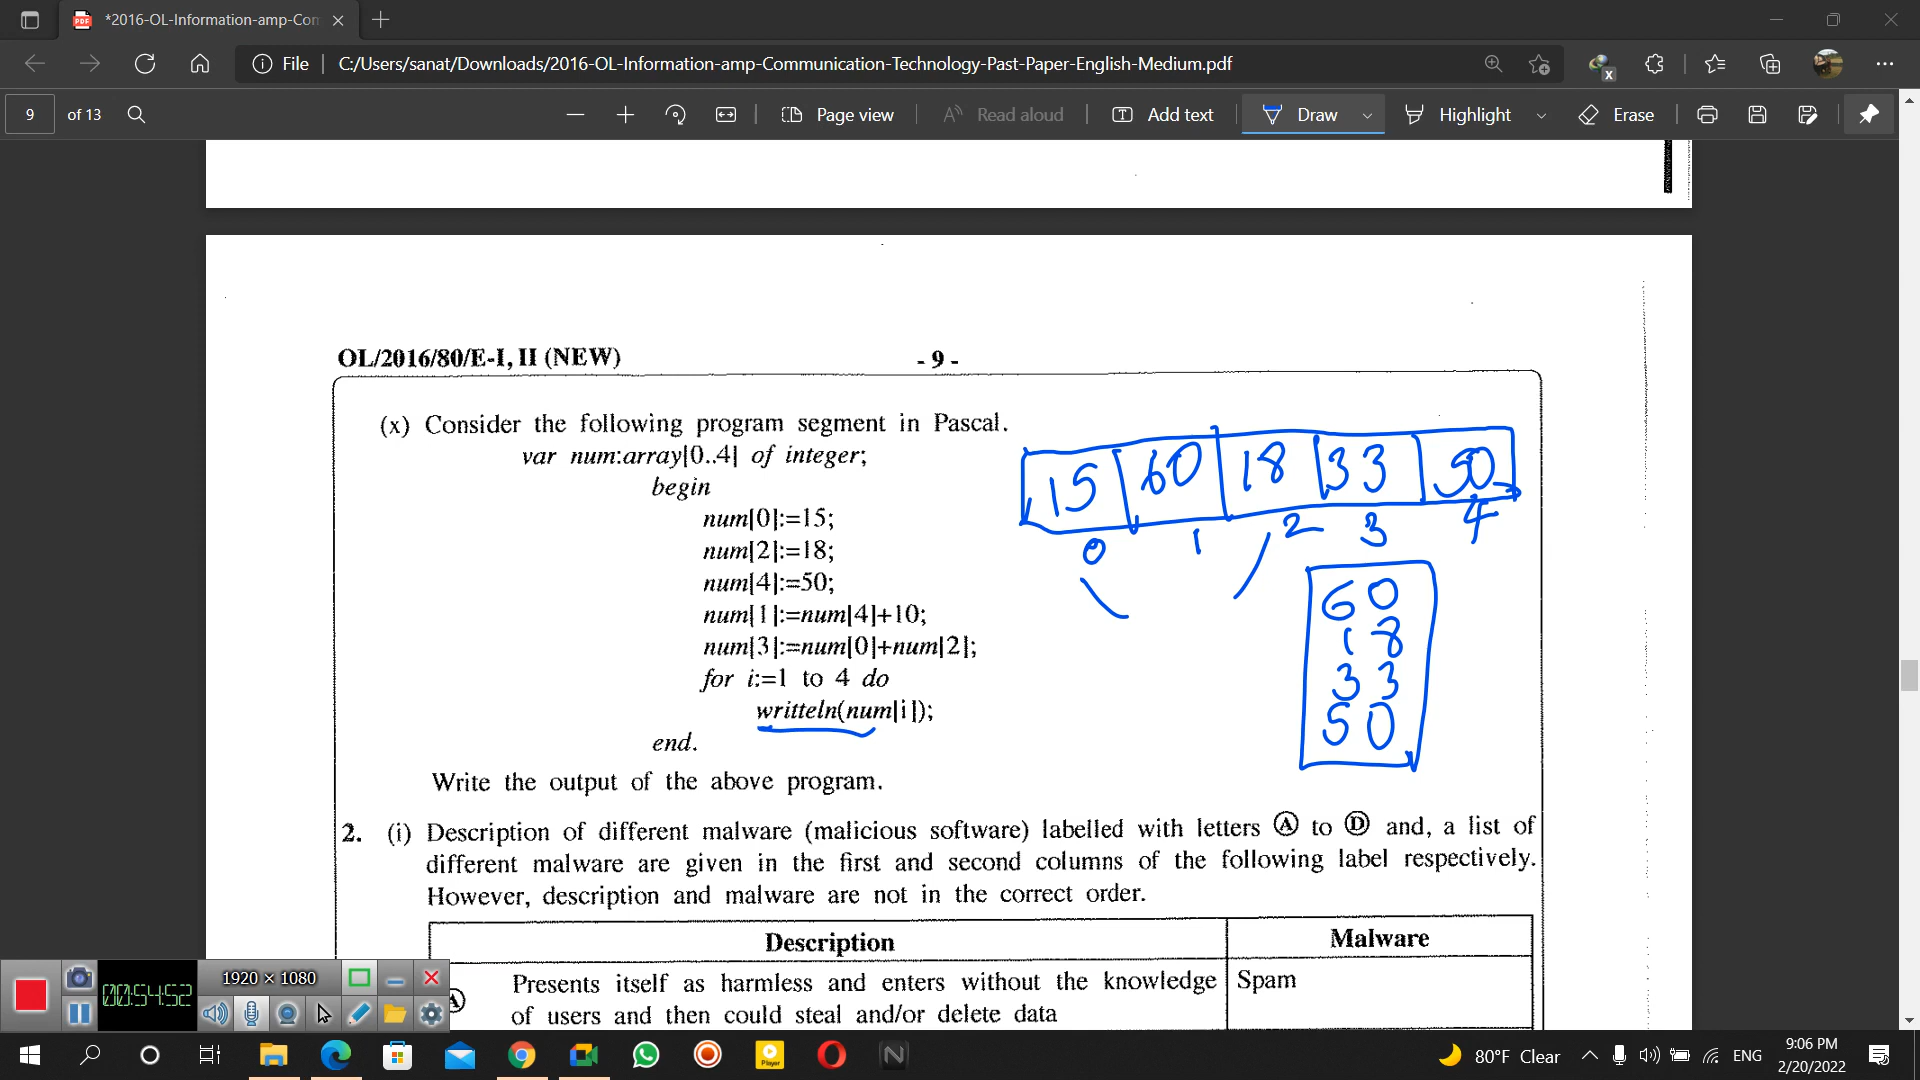 *2016-OL-Information-amp-Con
File
C:/Users/sanat/Downloads/2016-OL-Information-amp-Communication-Technology-Past-Paper-English-Medium.pdf
9 of 13
Page view
Read aloud
Add text
Draw
Highlight
Erase
OL/2016/80/E-I, II (NEW)
- 9 -
(x) Consider the following program segment in Pascal.
var num:array[0..4] of integer;
begin
num[0]:=15;
num[2]:=18;
num[4]:=50;
num[1]:=num[4]+10;
num[3]:=num[0]+num[2];
for i:=1 to 4 do
writteln(num[i]);
end.
15 60 18 33 50
0 1 2 3 4
60
18
33
50
Write the output of the above program.
2. (i) Description of different malware (malicious software) labelled with letters Ⓐ to Ⓓ and, a list of
different malware are given in the first and second columns of the following label respectively.
However, description and malware are not in the correct order.
Description Malware
Ⓐ Presents itself as harmless and enters without the knowledge Spam
of users and then could steal and/or delete data
00:54:52
1920 × 1080
80°F Clear
ENG
9:06 PM
2/20/2022